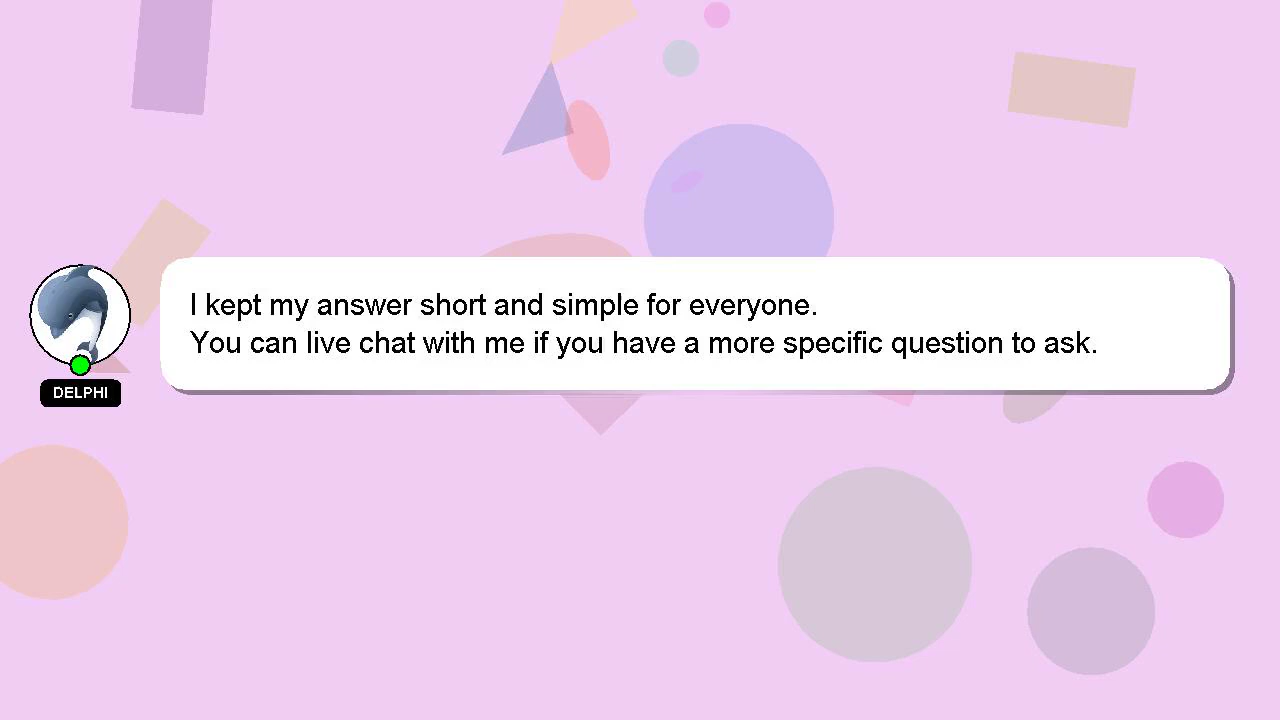 I kept my answer short and simple for everyone.
You can live chat with me if you have a more specific question to ask.
DELPHI